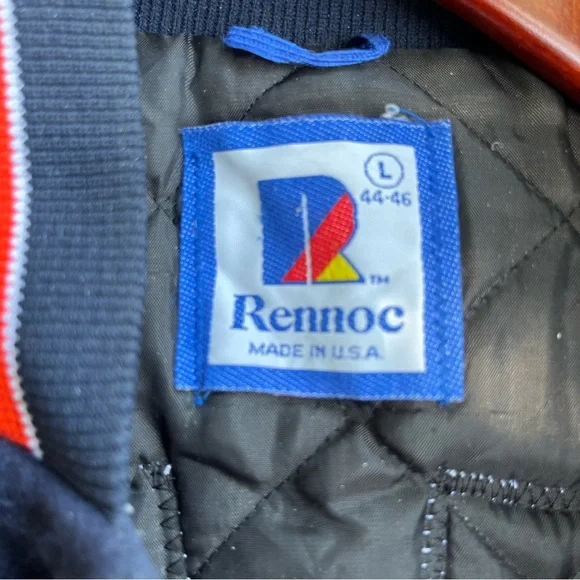 L
44-46
R
TM
Rennoc
MADE IN U.S.A.